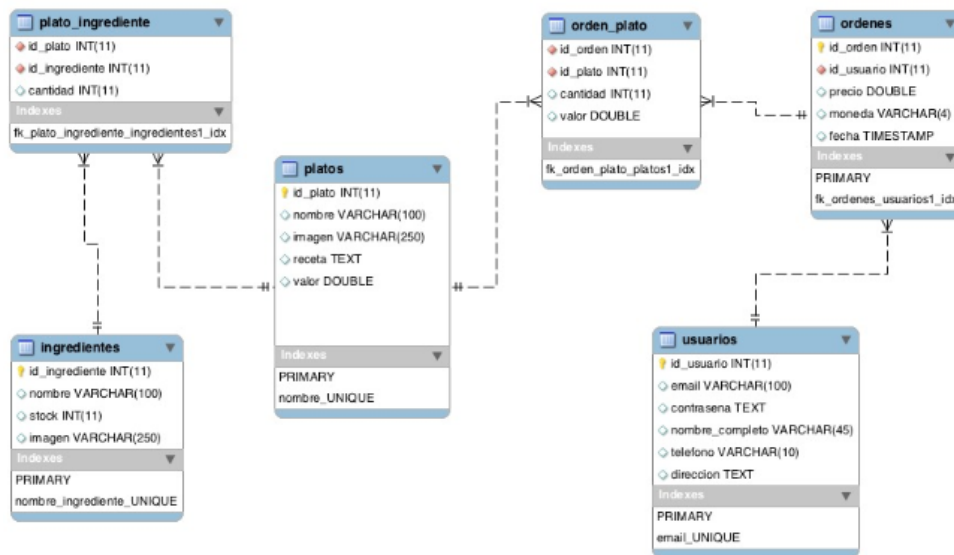 plato_ingrediente
id_plato INT(11)
id_ingrediente INT(11)
cantidad INT(11)
Indexes
fk_plato_ingrediente_ingredientes1_idx
orden_plato
id_orden INT(11)
id_plato INT(11)
cantidad INT(11)
valor DOUBLE
Indexes
fk_orden_plato_platos1_idx
ordenes
id_orden INT(11)
id_usuario INT(11)
precio DOUBLE
moneda VARCHAR(4)
fecha TIMESTAMP
Indexes
PRIMARY
fk_ordenes_usuarios1_idx
platos
id_plato INT(11)
nombre VARCHAR(100)
imagen VARCHAR(250)
receta TEXT
valor DOUBLE
Indexes
PRIMARY
nombre_UNIQUE
ingredientes
id_ingrediente INT(11)
nombre VARCHAR(100)
stock INT(11)
imagen VARCHAR(250)
Indexes
PRIMARY
nombre_ingrediente_UNIQUE
usuarios
id_usuario INT(11)
email VARCHAR(100)
contrasena TEXT
nombre_completo VARCHAR(45)
telefono VARCHAR(10)
direccion TEXT
Indexes
PRIMARY
email_UNIQUE